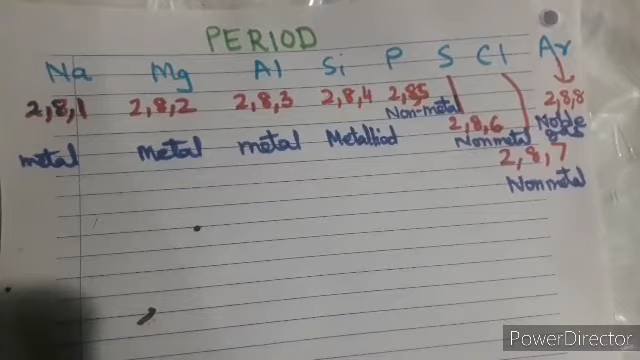 PERIOD
Na Mg Al Si P S Cl Ar
2,8,1 2,8,2 2,8,3 2,8,4 2,8,5 2,8,8
Non-metal Noble gas
2,8,6
metal Metal metal Metalliod Nonmetal
2,8,7
Nonmetal
PowerDirector